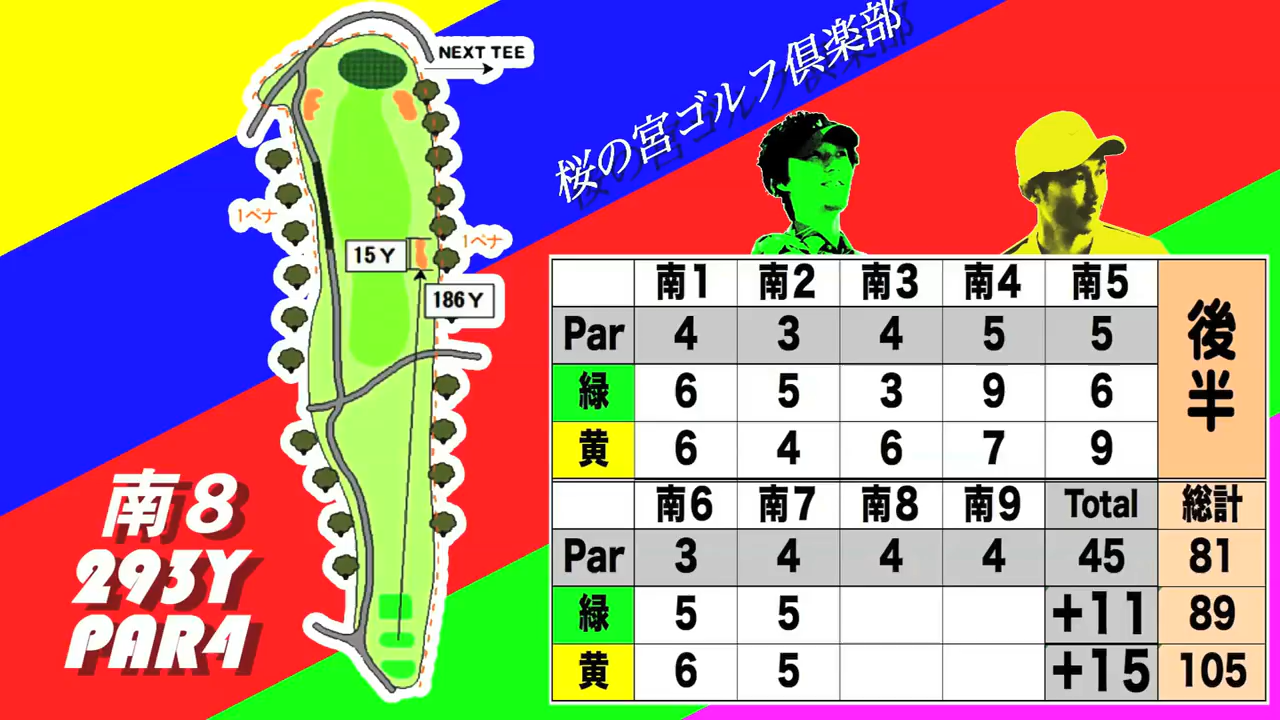 NEXT TEE
桜の宮ゴルフ倶楽部
1ペナ
1ペナ
15Y
186Y
南8
293Y
PAR4
南1 南2 南3 南4 南5 後半
Par 4 3 4 5 5
緑 6 5 3 9 6
黄 6 4 6 7 9
南6 南7 南8 南9 Total 総計
Par 3 4 4 4 45 81
緑 5 5 +11 89
黄 6 5 +15 105